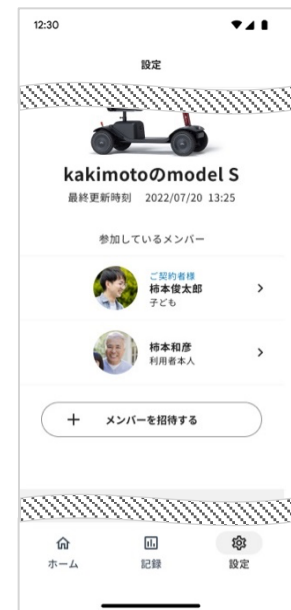 12:30
設定
kakimotoのmodel S
最終更新時刻 2022/07/20 13:25
参加しているメンバー
ご契約者様
柿本俊太郎
子ども
柿本和彦
利用者本人
+ メンバーを招待する
ホーム 記録 設定